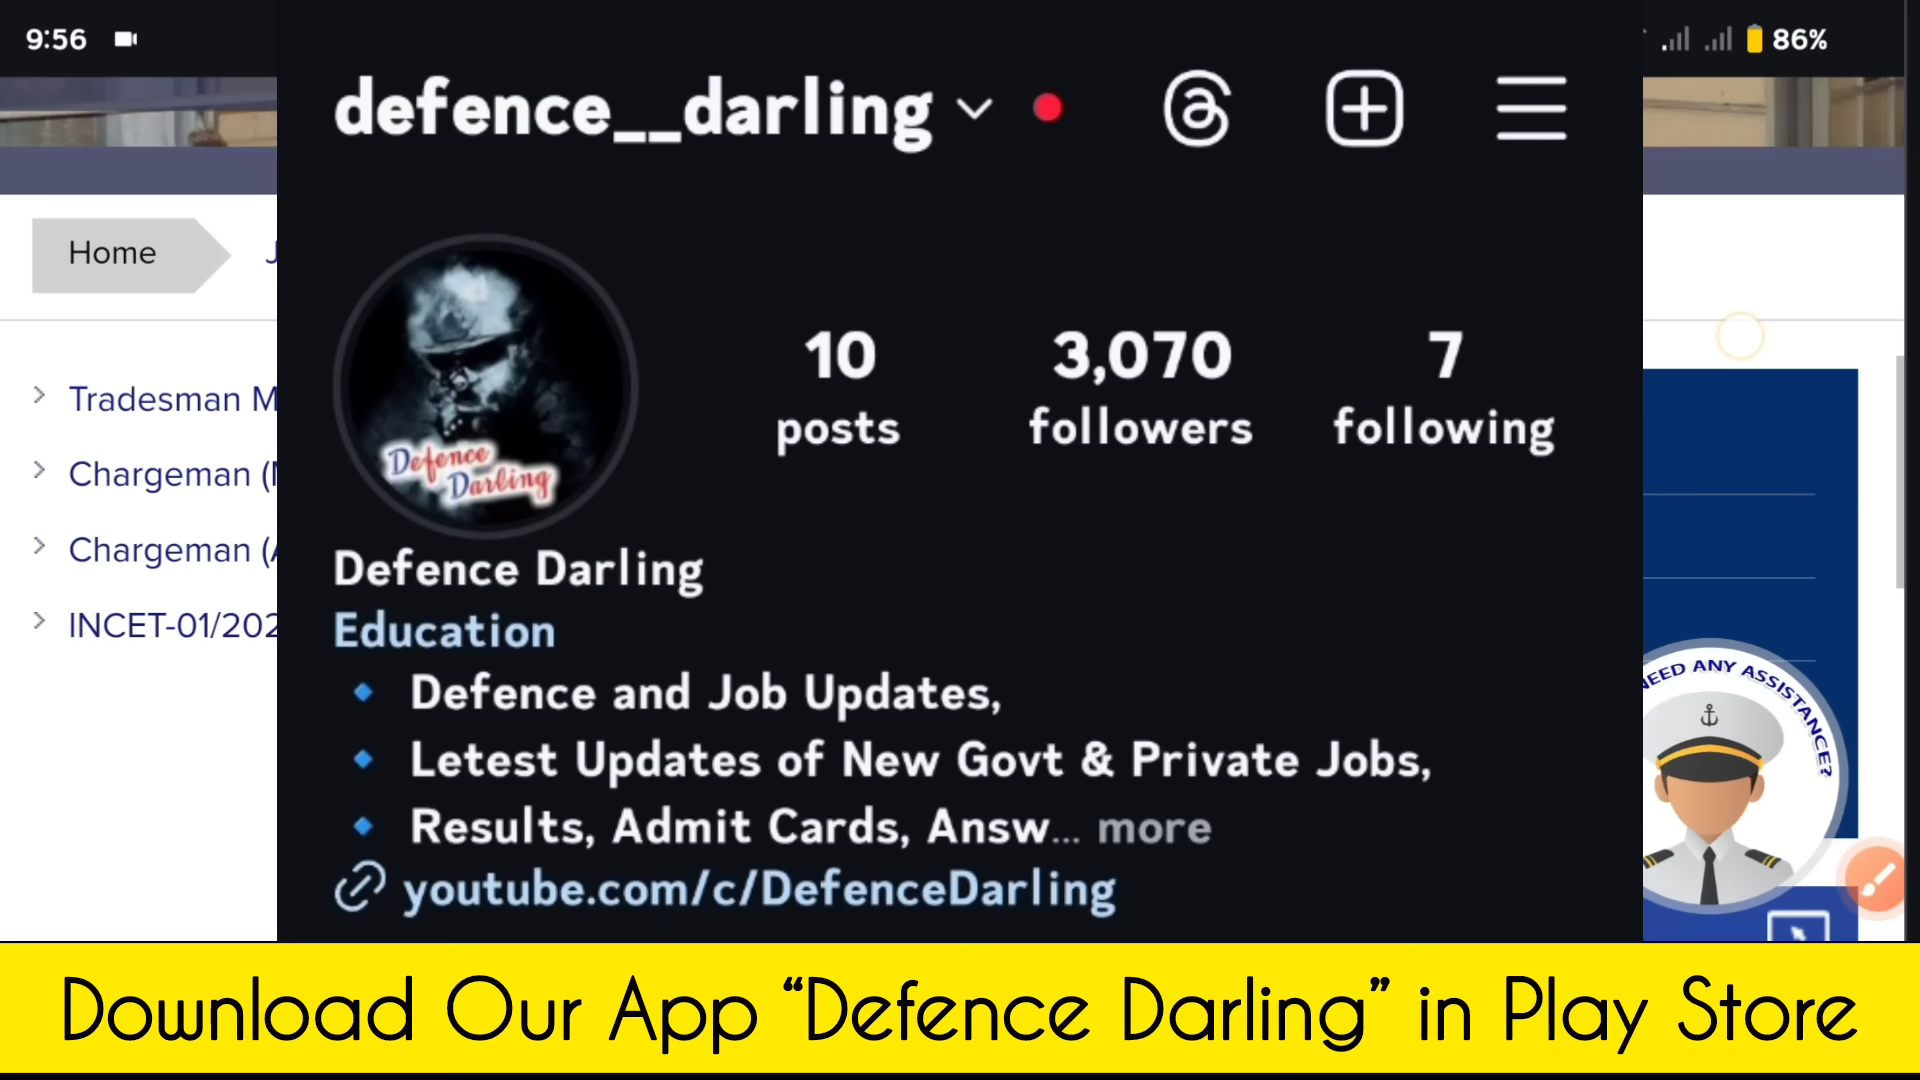 9:56
86%
defence__darling
Home
10
posts
3,070
followers
7
following
Tradesman M
Chargeman (
Chargeman (
INCET-01/202
Defence
Darling
Defence Darling
Education
Defence and Job Updates,
Letest Updates of New Govt & Private Jobs,
Results, Admit Cards, Answ... more
youtube.com/c/DefenceDarling
NEED ANY ASSISTANCE?
Download Our App “Defence Darling” in Play Store